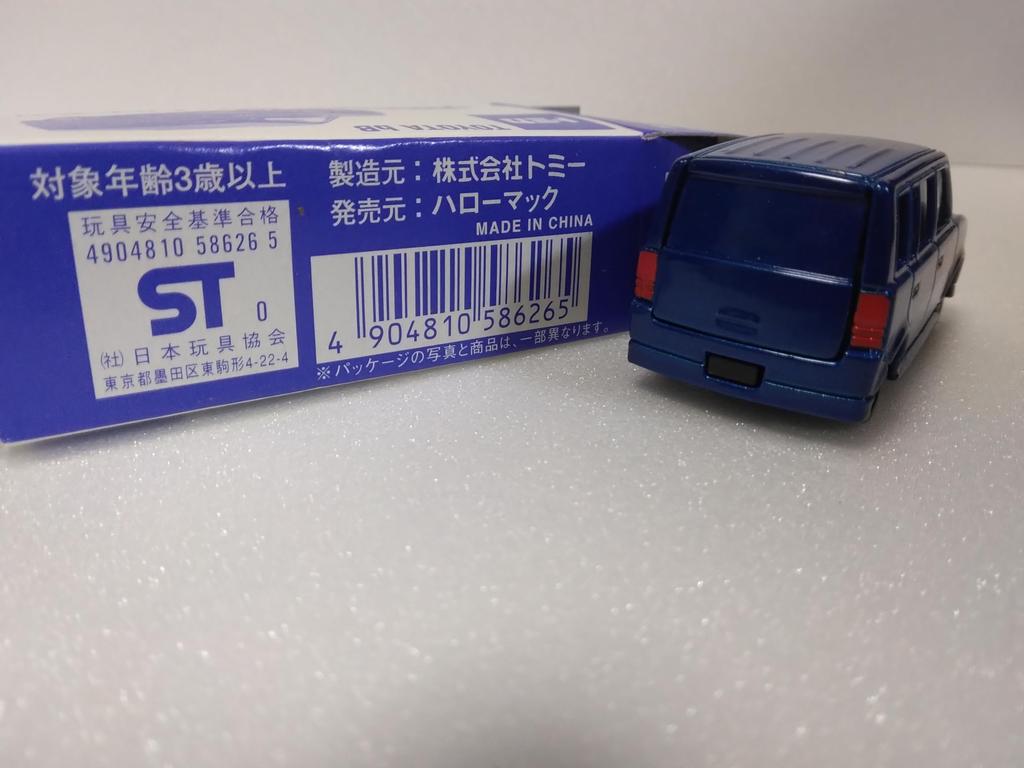 TOYOTA bB
対象年齢3歳以上
玩具安全基準合格
4904810 58626 5
ST 0
(社)日本玩具協会
東京都墨田区東駒形4-22-4
製造元:株式会社トミー
発売元:ハローマック
MADE IN CHINA
4 904810 586265
※パッケージの写真と商品は、一部異なります。